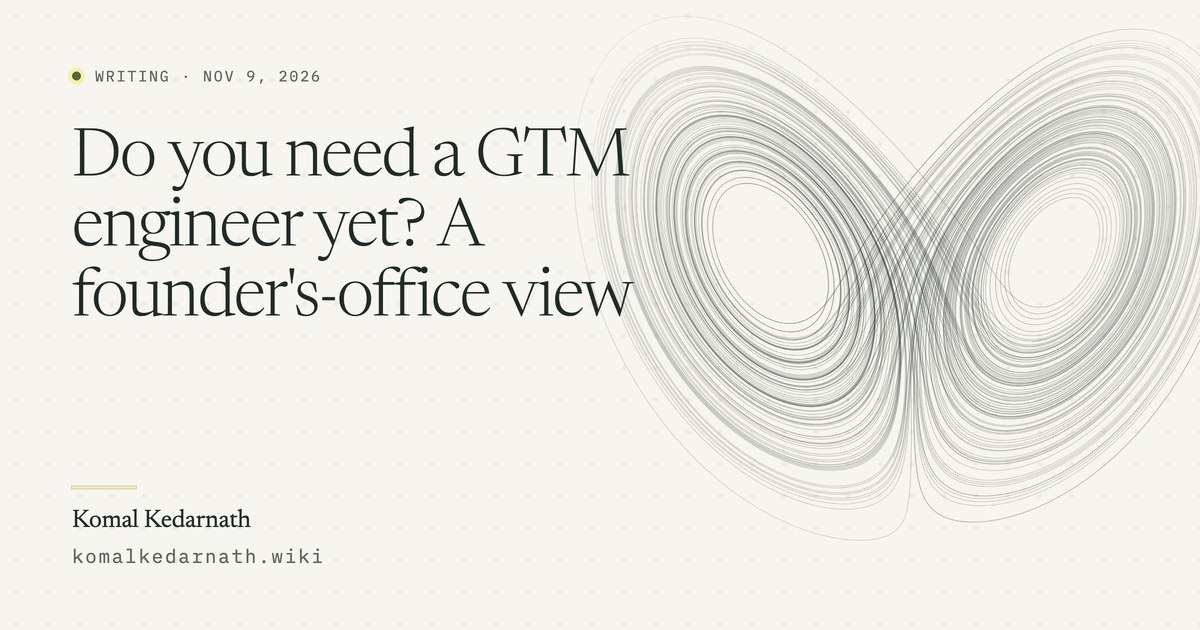 WRITING · NOV 9, 2026
Do you need a GTM
engineer yet? A
founder's-office view
Komal Kedarnath
komalkedarnath.wiki